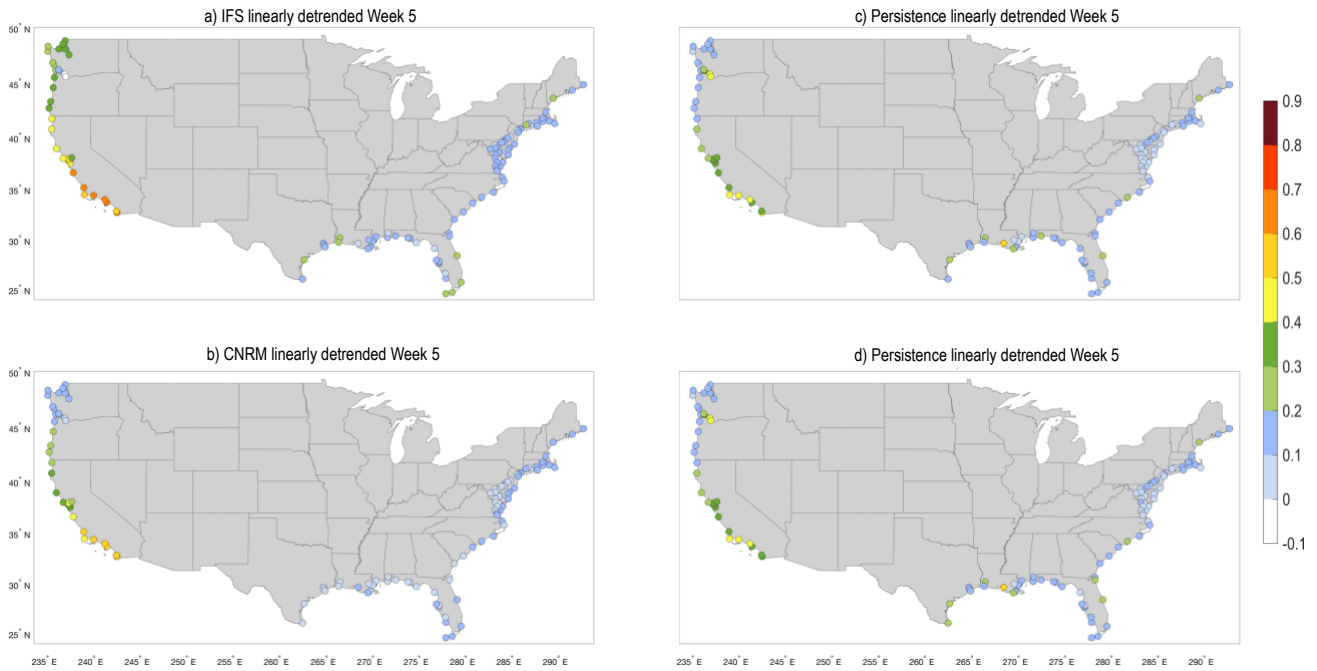 a) IFS linearly detrended Week 5
c) Persistence linearly detrended Week 5
50° N
45° N
40° N
35° N
30° N
25° N
b) CNRM linearly detrended Week 5
d) Persistence linearly detrended Week 5
50° N
45° N
40° N
35° N
30° N
25° N
235° E 240° E 245° E 250° E 255° E 260° E 265° E 270° E 275° E 280° E 285° E 290° E
235° E 240° E 245° E 250° E 255° E 260° E 265° E 270° E 275° E 280° E 285° E 290° E
0.9
0.8
0.7
0.6
0.5
0.4
0.3
0.2
0.1
0
-0.1